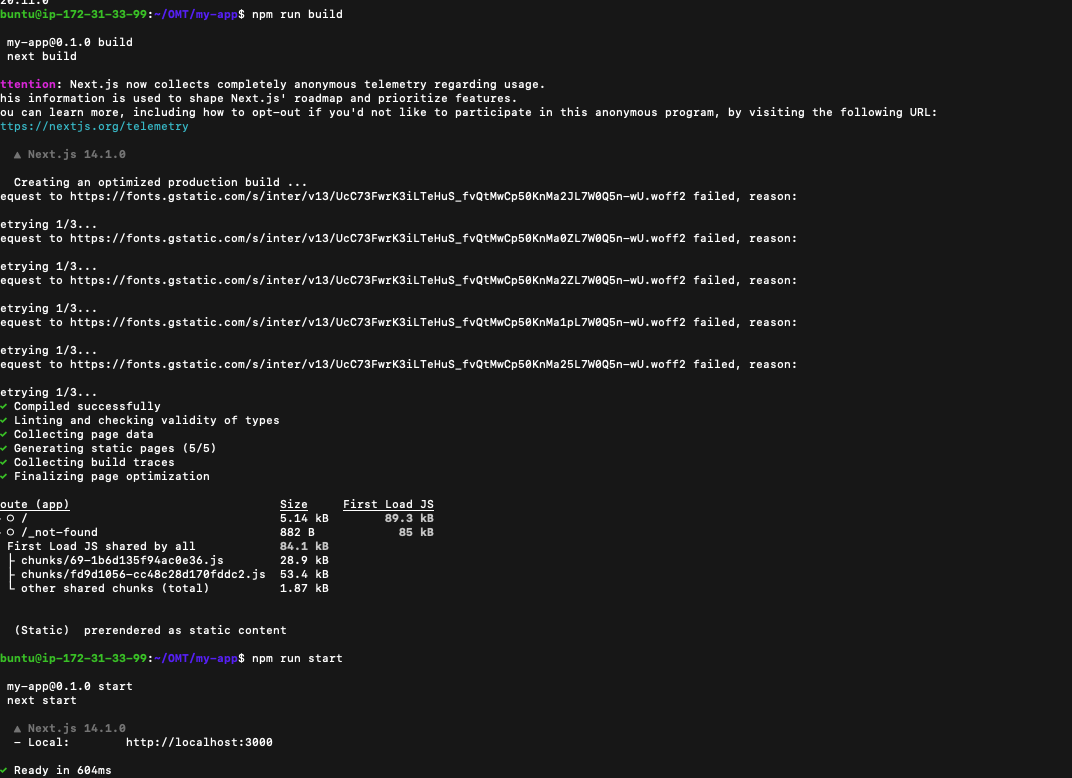 20.11.0
buntu@ip-172-31-33-99:~/OMT/my-app$ npm run build
my-app@0.1.0 build
next build
ttention: Next.js now collects completely anonymous telemetry regarding usage.
his information is used to shape Next.js' roadmap and prioritize features.
ou can learn more, including how to opt-out if you'd not like to participate in this anonymous program, by visiting the following URL:
ttps://nextjs.org/telemetry
▲ Next.js 14.1.0
Creating an optimized production build ...
equest to https://fonts.gstatic.com/s/inter/v13/UcC73FwrK3iLTeHuS_fvQtMwCp50KnMa2JL7W0Q5n-wU.woff2 failed, reason:
etrying 1/3...
equest to https://fonts.gstatic.com/s/inter/v13/UcC73FwrK3iLTeHuS_fvQtMwCp50KnMa0ZL7W0Q5n-wU.woff2 failed, reason:
etrying 1/3...
equest to https://fonts.gstatic.com/s/inter/v13/UcC73FwrK3iLTeHuS_fvQtMwCp50KnMa2ZL7W0Q5n-wU.woff2 failed, reason:
etrying 1/3...
equest to https://fonts.gstatic.com/s/inter/v13/UcC73FwrK3iLTeHuS_fvQtMwCp50KnMa1pL7W0Q5n-wU.woff2 failed, reason:
etrying 1/3...
equest to https://fonts.gstatic.com/s/inter/v13/UcC73FwrK3iLTeHuS_fvQtMwCp50KnMa25L7W0Q5n-wU.woff2 failed, reason:
etrying 1/3...
✓ Compiled successfully
✓ Linting and checking validity of types
✓ Collecting page data
✓ Generating static pages (5/5)
✓ Collecting build traces
✓ Finalizing page optimization
oute (app) Size First Load JS
○ / 5.14 kB 89.3 kB
○ /_not-found 882 B 85 kB
First Load JS shared by all 84.1 kB
├ chunks/69-1b6d135f94ac0e36.js 28.9 kB
├ chunks/fd9d1056-cc48c28d170fddc2.js 53.4 kB
└ other shared chunks (total) 1.87 kB
(Static) prerendered as static content
buntu@ip-172-31-33-99:~/OMT/my-app$ npm run start
my-app@0.1.0 start
next start
▲ Next.js 14.1.0
- Local: http://localhost:3000
✓ Ready in 604ms